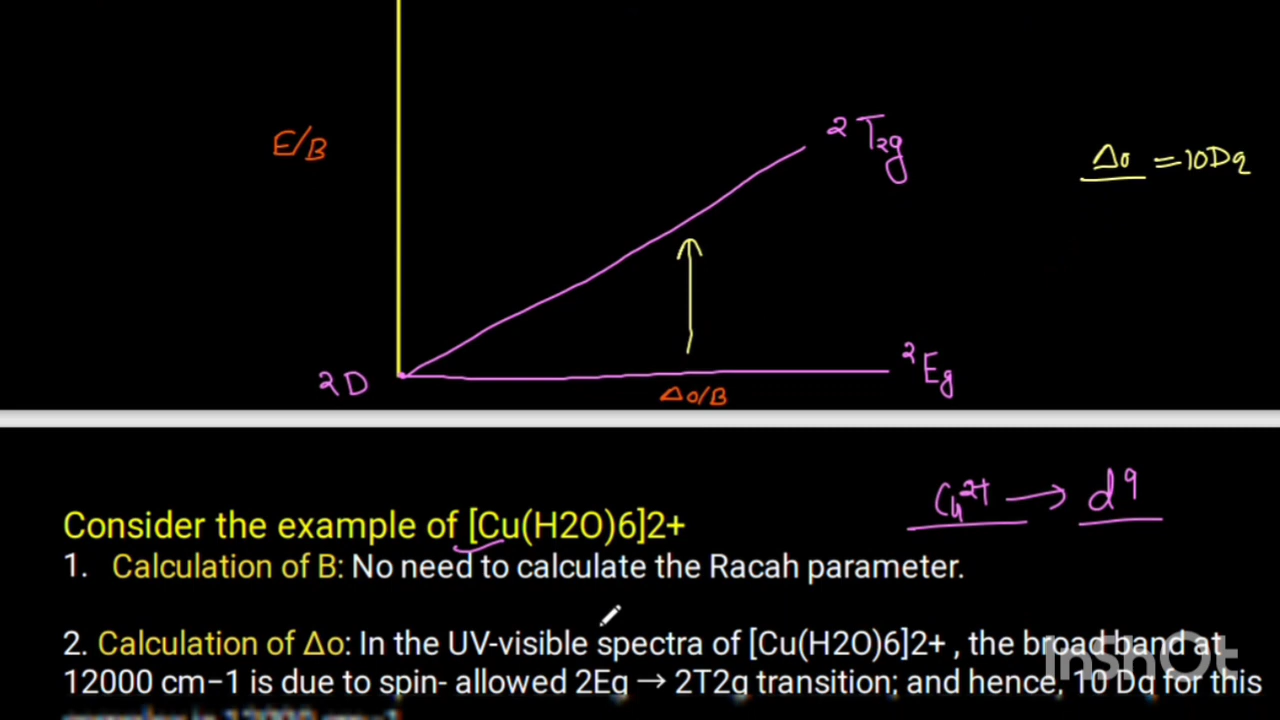 2T2g
E/B
Δo = 10Dq
2D
2Eg
Δo/B
Cu2+ → d9
Consider the example of [Cu(H2O)6]2+
1. Calculation of B: No need to calculate the Racah parameter.
2. Calculation of Δo: In the UV-visible spectra of [Cu(H2O)6]2+ , the broad band at
12000 cm−1 is due to spin- allowed 2Eg → 2T2g transition; and hence, 10 Dq for this
InShOt